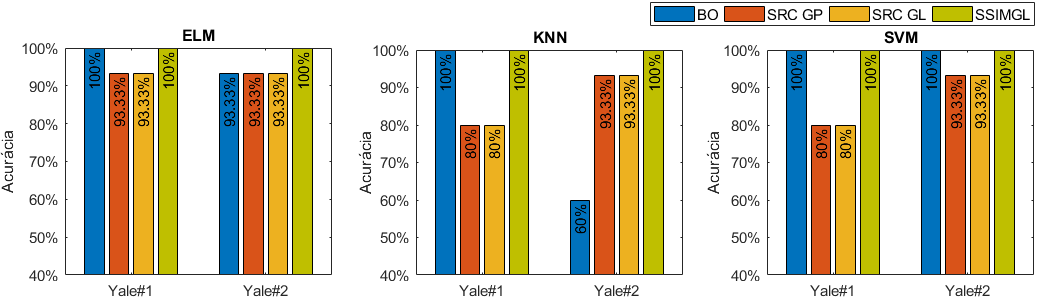 BO SRC GP SRC GL SSIMGL
ELM
Acurácia
100%
90%
80%
70%
60%
50%
40%
100% 93.33% 93.33% 100%
93.33% 93.33% 93.33% 100%
Yale#1 Yale#2
KNN
Acurácia
100%
90%
80%
70%
60%
50%
40%
100% 80% 80% 100%
60% 93.33% 93.33% 100%
Yale#1 Yale#2
SVM
Acurácia
100%
90%
80%
70%
60%
50%
40%
100% 80% 80% 100%
100% 93.33% 93.33% 100%
Yale#1 Yale#2